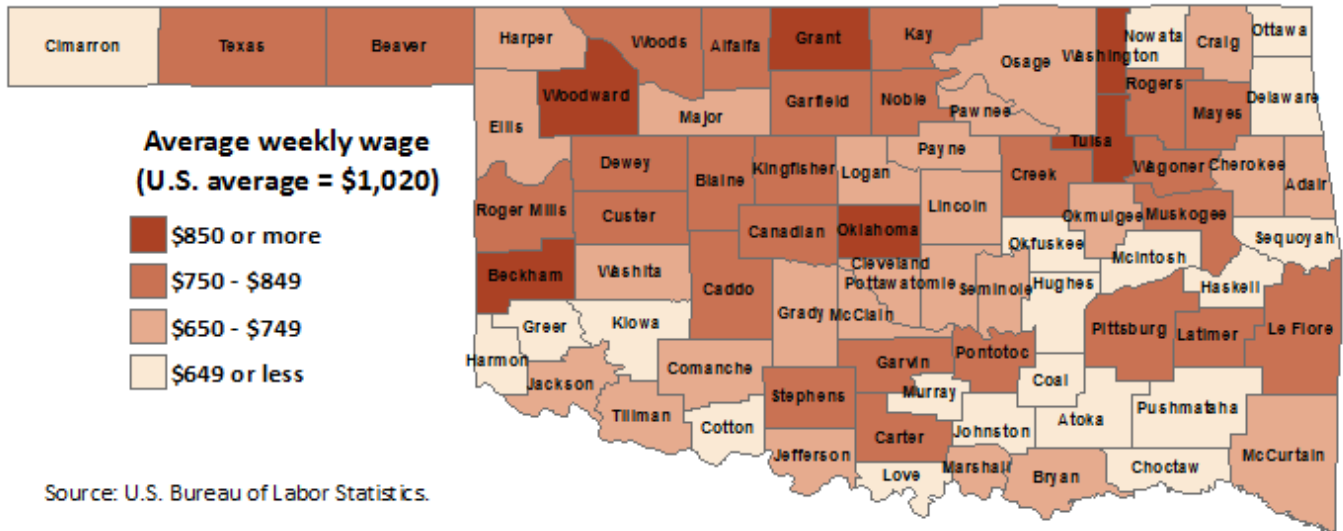 Cimarron
Texas
Beaver
Harper
Woods
Alfalfa
Grant
Kay
Osage
Washington
Nowata
Craig
Ottawa
Woodward
Ellis
Major
Garfield
Noble
Pawnee
Rogers
Mayes
Delaware
Tulsa
Average weekly wage
(U.S. average = $1,020)
$850 or more
$750 - $849
$650 - $749
$649 or less
Dewey
Blaine
Kingfisher
Logan
Payne
Creek
Wagoner
Cherokee
Adair
Roger Mills
Custer
Canadian
Oklahoma
Lincoln
Okmulgee
Muskogee
Okfuskee
Sequoyah
McIntosh
Beckham
Washita
Caddo
Cleveland
Pottawatomie
Seminole
Hughes
Haskell
Greer
Kiowa
Grady
McClain
Pittsburg
Latimer
Le Flore
Harmon
Jackson
Comanche
Garvin
Pontotoc
Coal
Tillman
Stephens
Murray
Atoka
Pushmataha
Cotton
Carter
Johnston
Jefferson
Love
Marshall
Bryan
Choctaw
McCurtain
Source: U.S. Bureau of Labor Statistics.